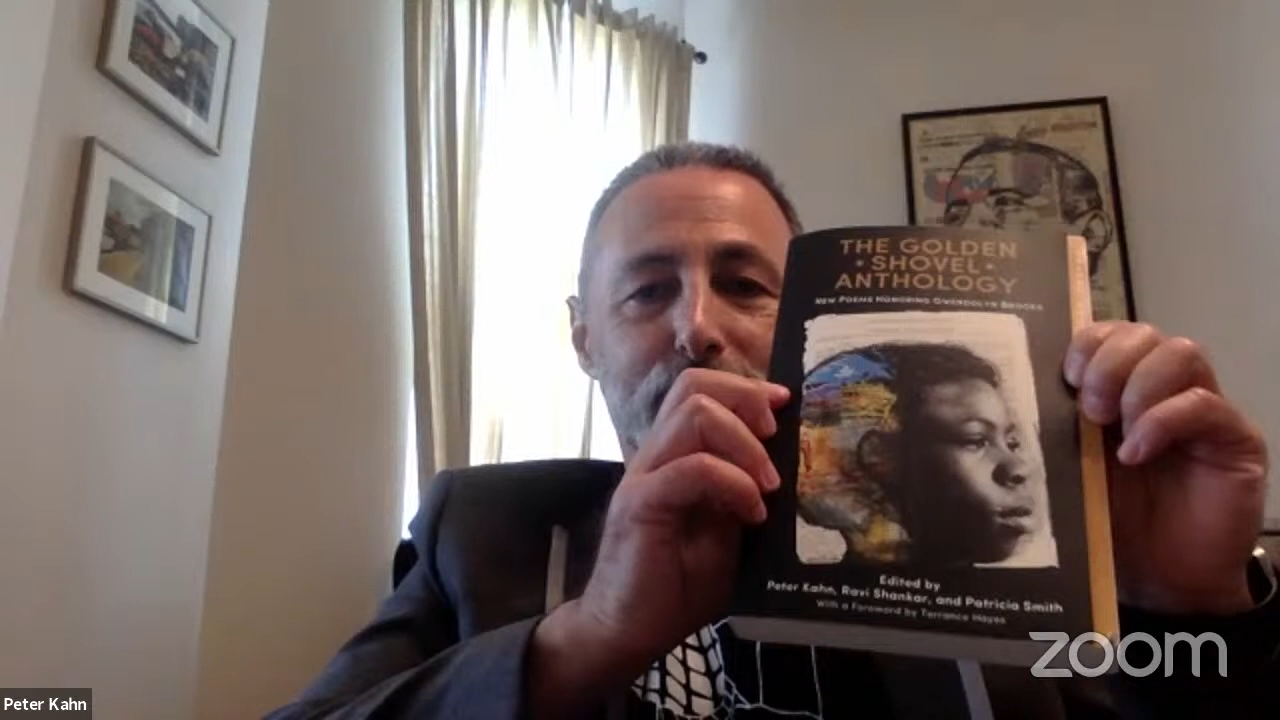 THE GOLDEN
• SHOVEL •
ANTHOLOGY
NEW POEMS HONORING GWENDOLYN BROOKS
Edited by
Peter Kahn, Ravi Shankar, and Patricia Smith
With a Foreword by Terrance Hayes
zoom
Peter Kahn